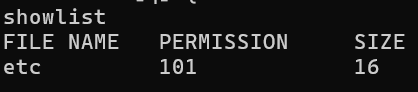 showlist
FILE NAME PERMISSION SIZE
etc 101 16